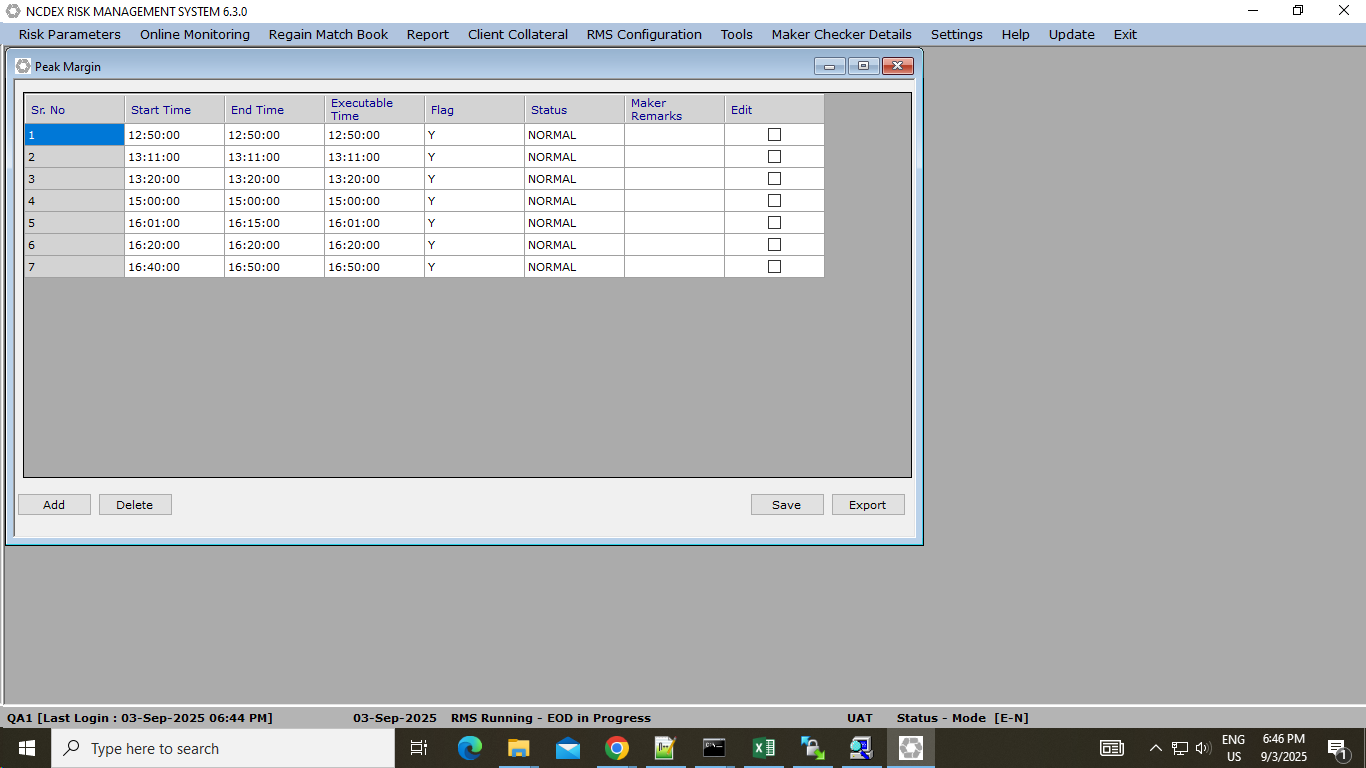 NCDEX RISK MANAGEMENT SYSTEM 6.3.0
Risk Parameters Online Monitoring Regain Match Book Report Client Collateral RMS Configuration Tools Maker Checker Details Settings Help Update Exit
Peak Margin
Sr. No Start Time End Time Executable Time Flag Status Maker Remarks Edit
1 12:50:00 12:50:00 12:50:00 Y NORMAL
2 13:11:00 13:11:00 13:11:00 Y NORMAL
3 13:20:00 13:20:00 13:20:00 Y NORMAL
4 15:00:00 15:00:00 15:00:00 Y NORMAL
5 16:01:00 16:15:00 16:01:00 Y NORMAL
6 16:20:00 16:20:00 16:20:00 Y NORMAL
7 16:40:00 16:50:00 16:50:00 Y NORMAL
Add Delete Save Export
QA1 [Last Login : 03-Sep-2025 06:44 PM] 03-Sep-2025 RMS Running - EOD in Progress UAT Status - Mode [E-N]
Type here to search
ENG 6:46 PM
US 9/3/2025
1